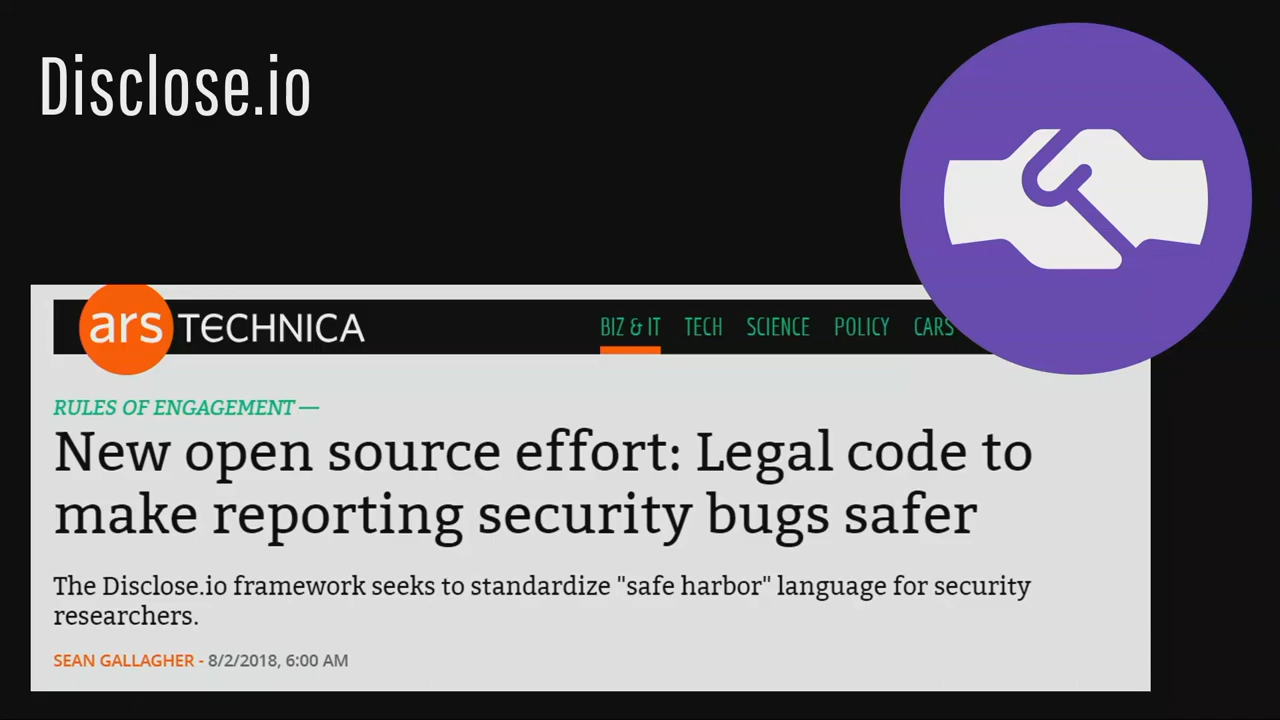 Disclose.io
ars TECHNICA
BIZ & IT TECH SCIENCE POLICY CARS
RULES OF ENGAGEMENT —
New open source effort: Legal code to
make reporting security bugs safer
The Disclose.io framework seeks to standardize "safe harbor" language for security
researchers.
SEAN GALLAGHER - 8/2/2018, 6:00 AM